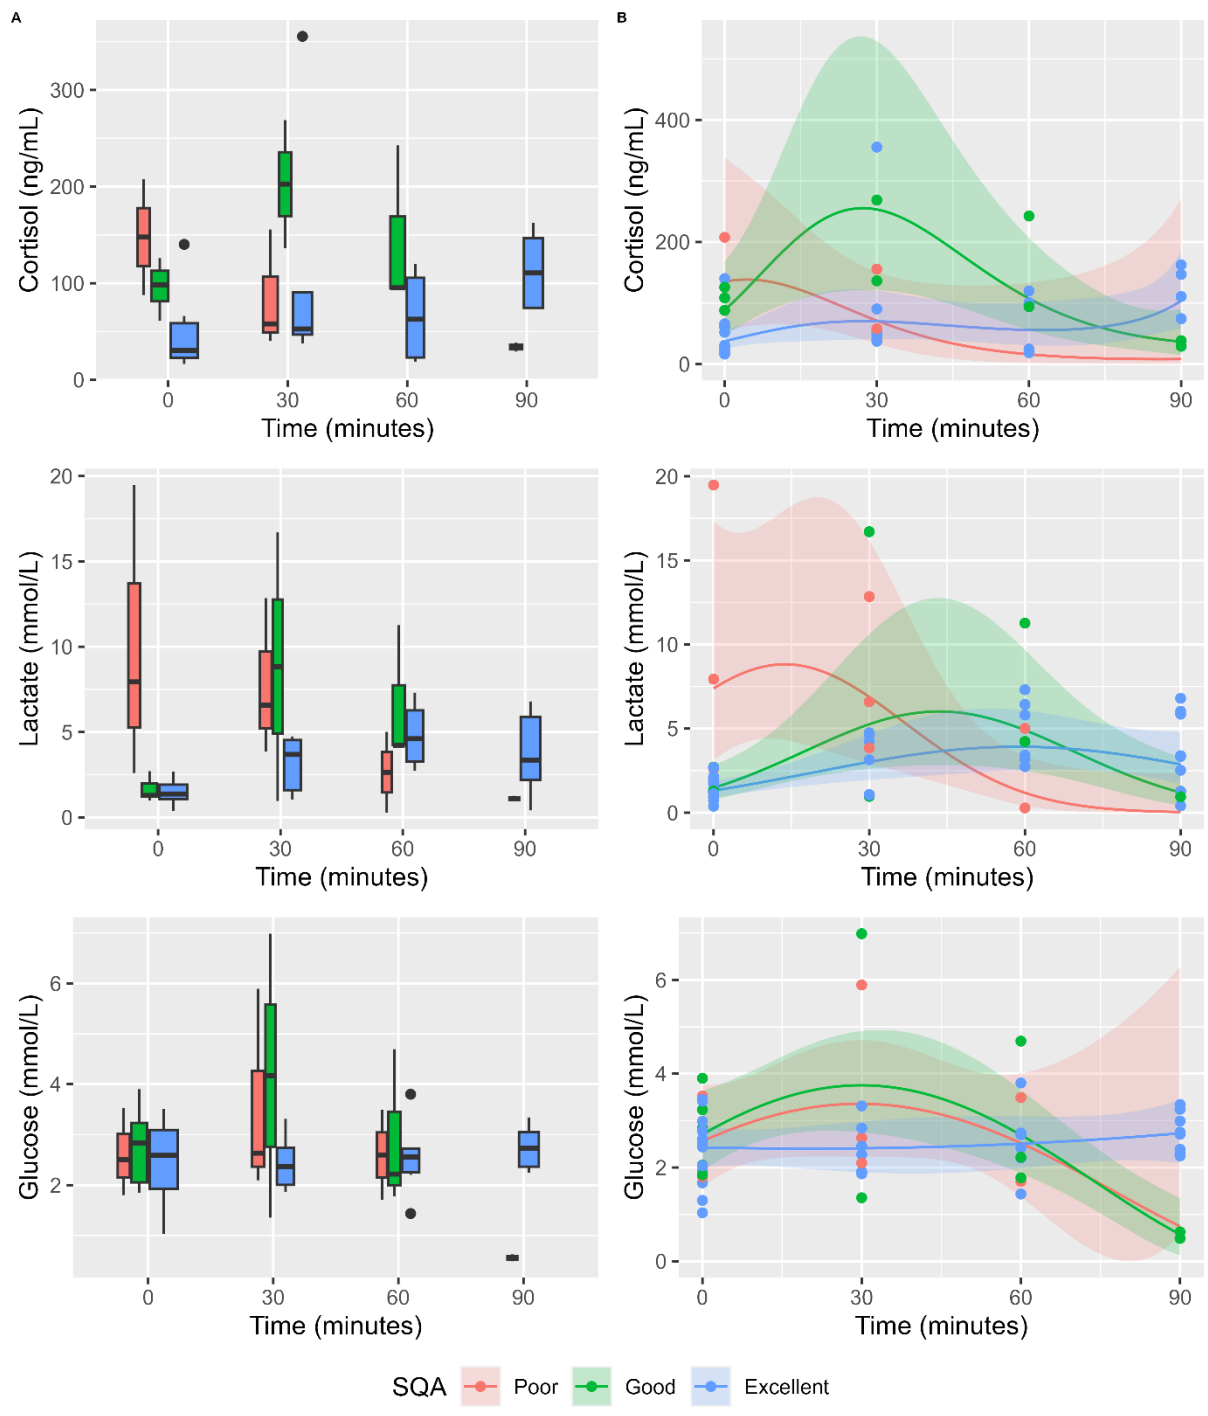 A
B
Cortisol (ng/mL)
300
200
100
0
0 30 60 90
Time (minutes)
Cortisol (ng/mL)
400
200
0
0 30 60 90
Time (minutes)
Lactate (mmol/L)
20
15
10
5
0
0 30 60 90
Time (minutes)
Lactate (mmol/L)
20
15
10
5
0
0 30 60 90
Time (minutes)
Glucose (mmol/L)
6
4
2
0 30 60 90
Time (minutes)
Glucose (mmol/L)
6
4
2
0
0 30 60 90
Time (minutes)
SQA Poor Good Excellent